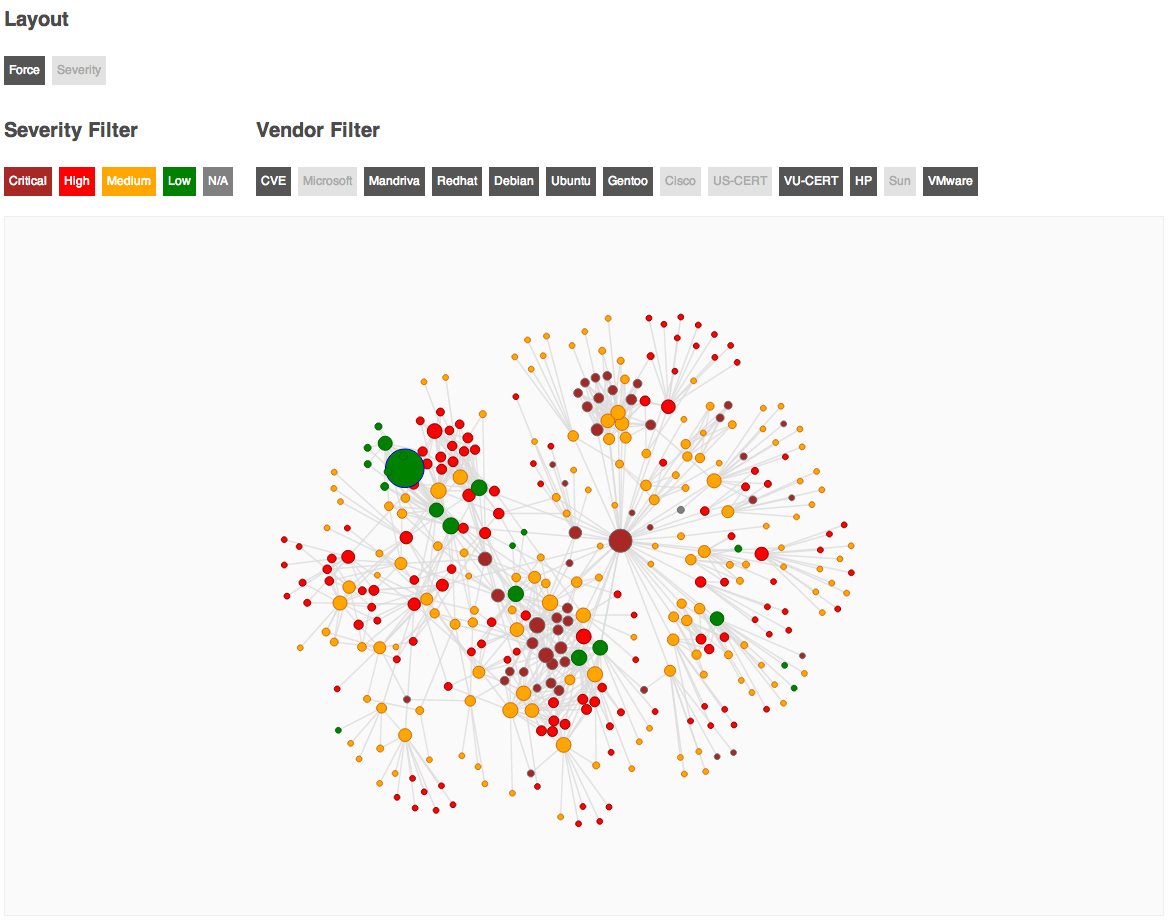 Layout
Force Severity
Severity Filter Vendor Filter
Critical High Medium Low N/A CVE Microsoft Mandriva Redhat Debian Ubuntu Gentoo Cisco US-CERT VU-CERT HP Sun VMware